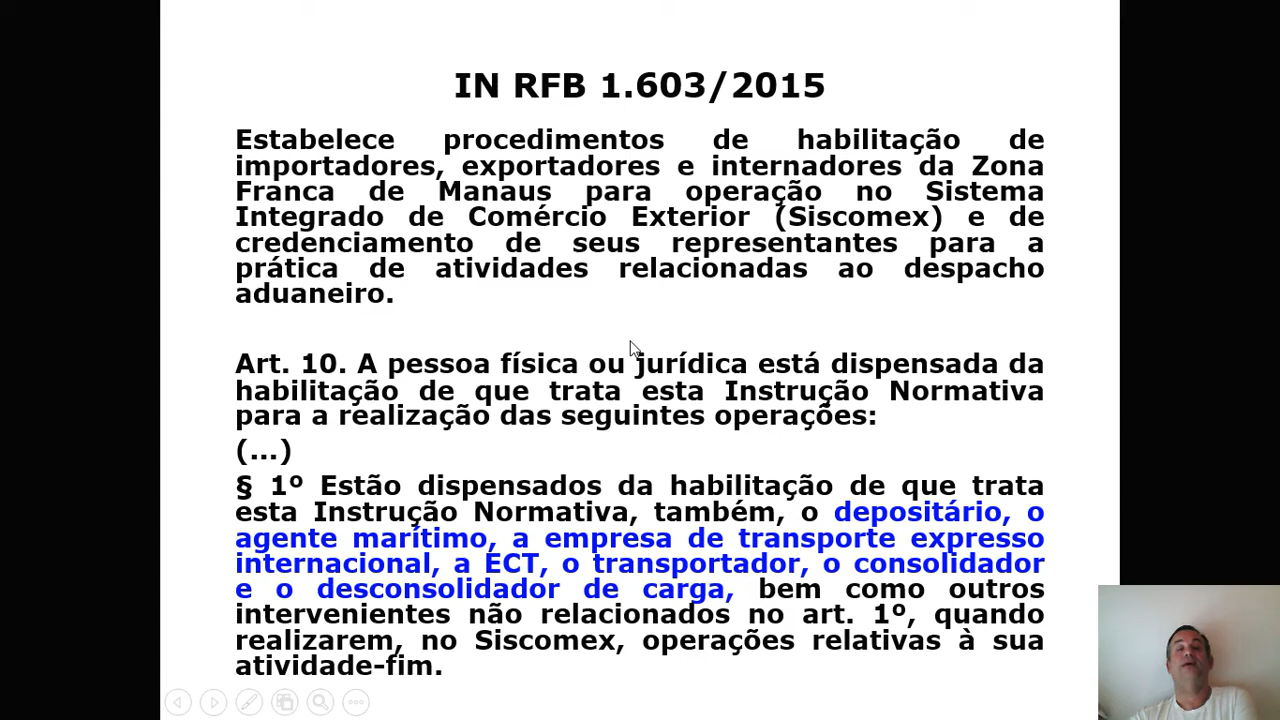 IN RFB 1.603/2015
Estabelece procedimentos de habilitação de
importadores, exportadores e internadores da Zona
Franca de Manaus para operação no Sistema
Integrado de Comércio Exterior (Siscomex) e de
credenciamento de seus representantes para a
prática de atividades relacionadas ao despacho
aduaneiro.
Art. 10. A pessoa física ou jurídica está dispensada da
habilitação de que trata esta Instrução Normativa
para a realização das seguintes operações:
(...)
§ 1º Estão dispensados da habilitação de que trata
esta Instrução Normativa, também, o depositário, o
agente marítimo, a empresa de transporte expresso
internacional, a ECT, o transportador, o consolidador
e o desconsolidador de carga, bem como outros
intervenientes não relacionados no art. 1º, quando
realizarem, no Siscomex, operações relativas à sua
atividade-fim.